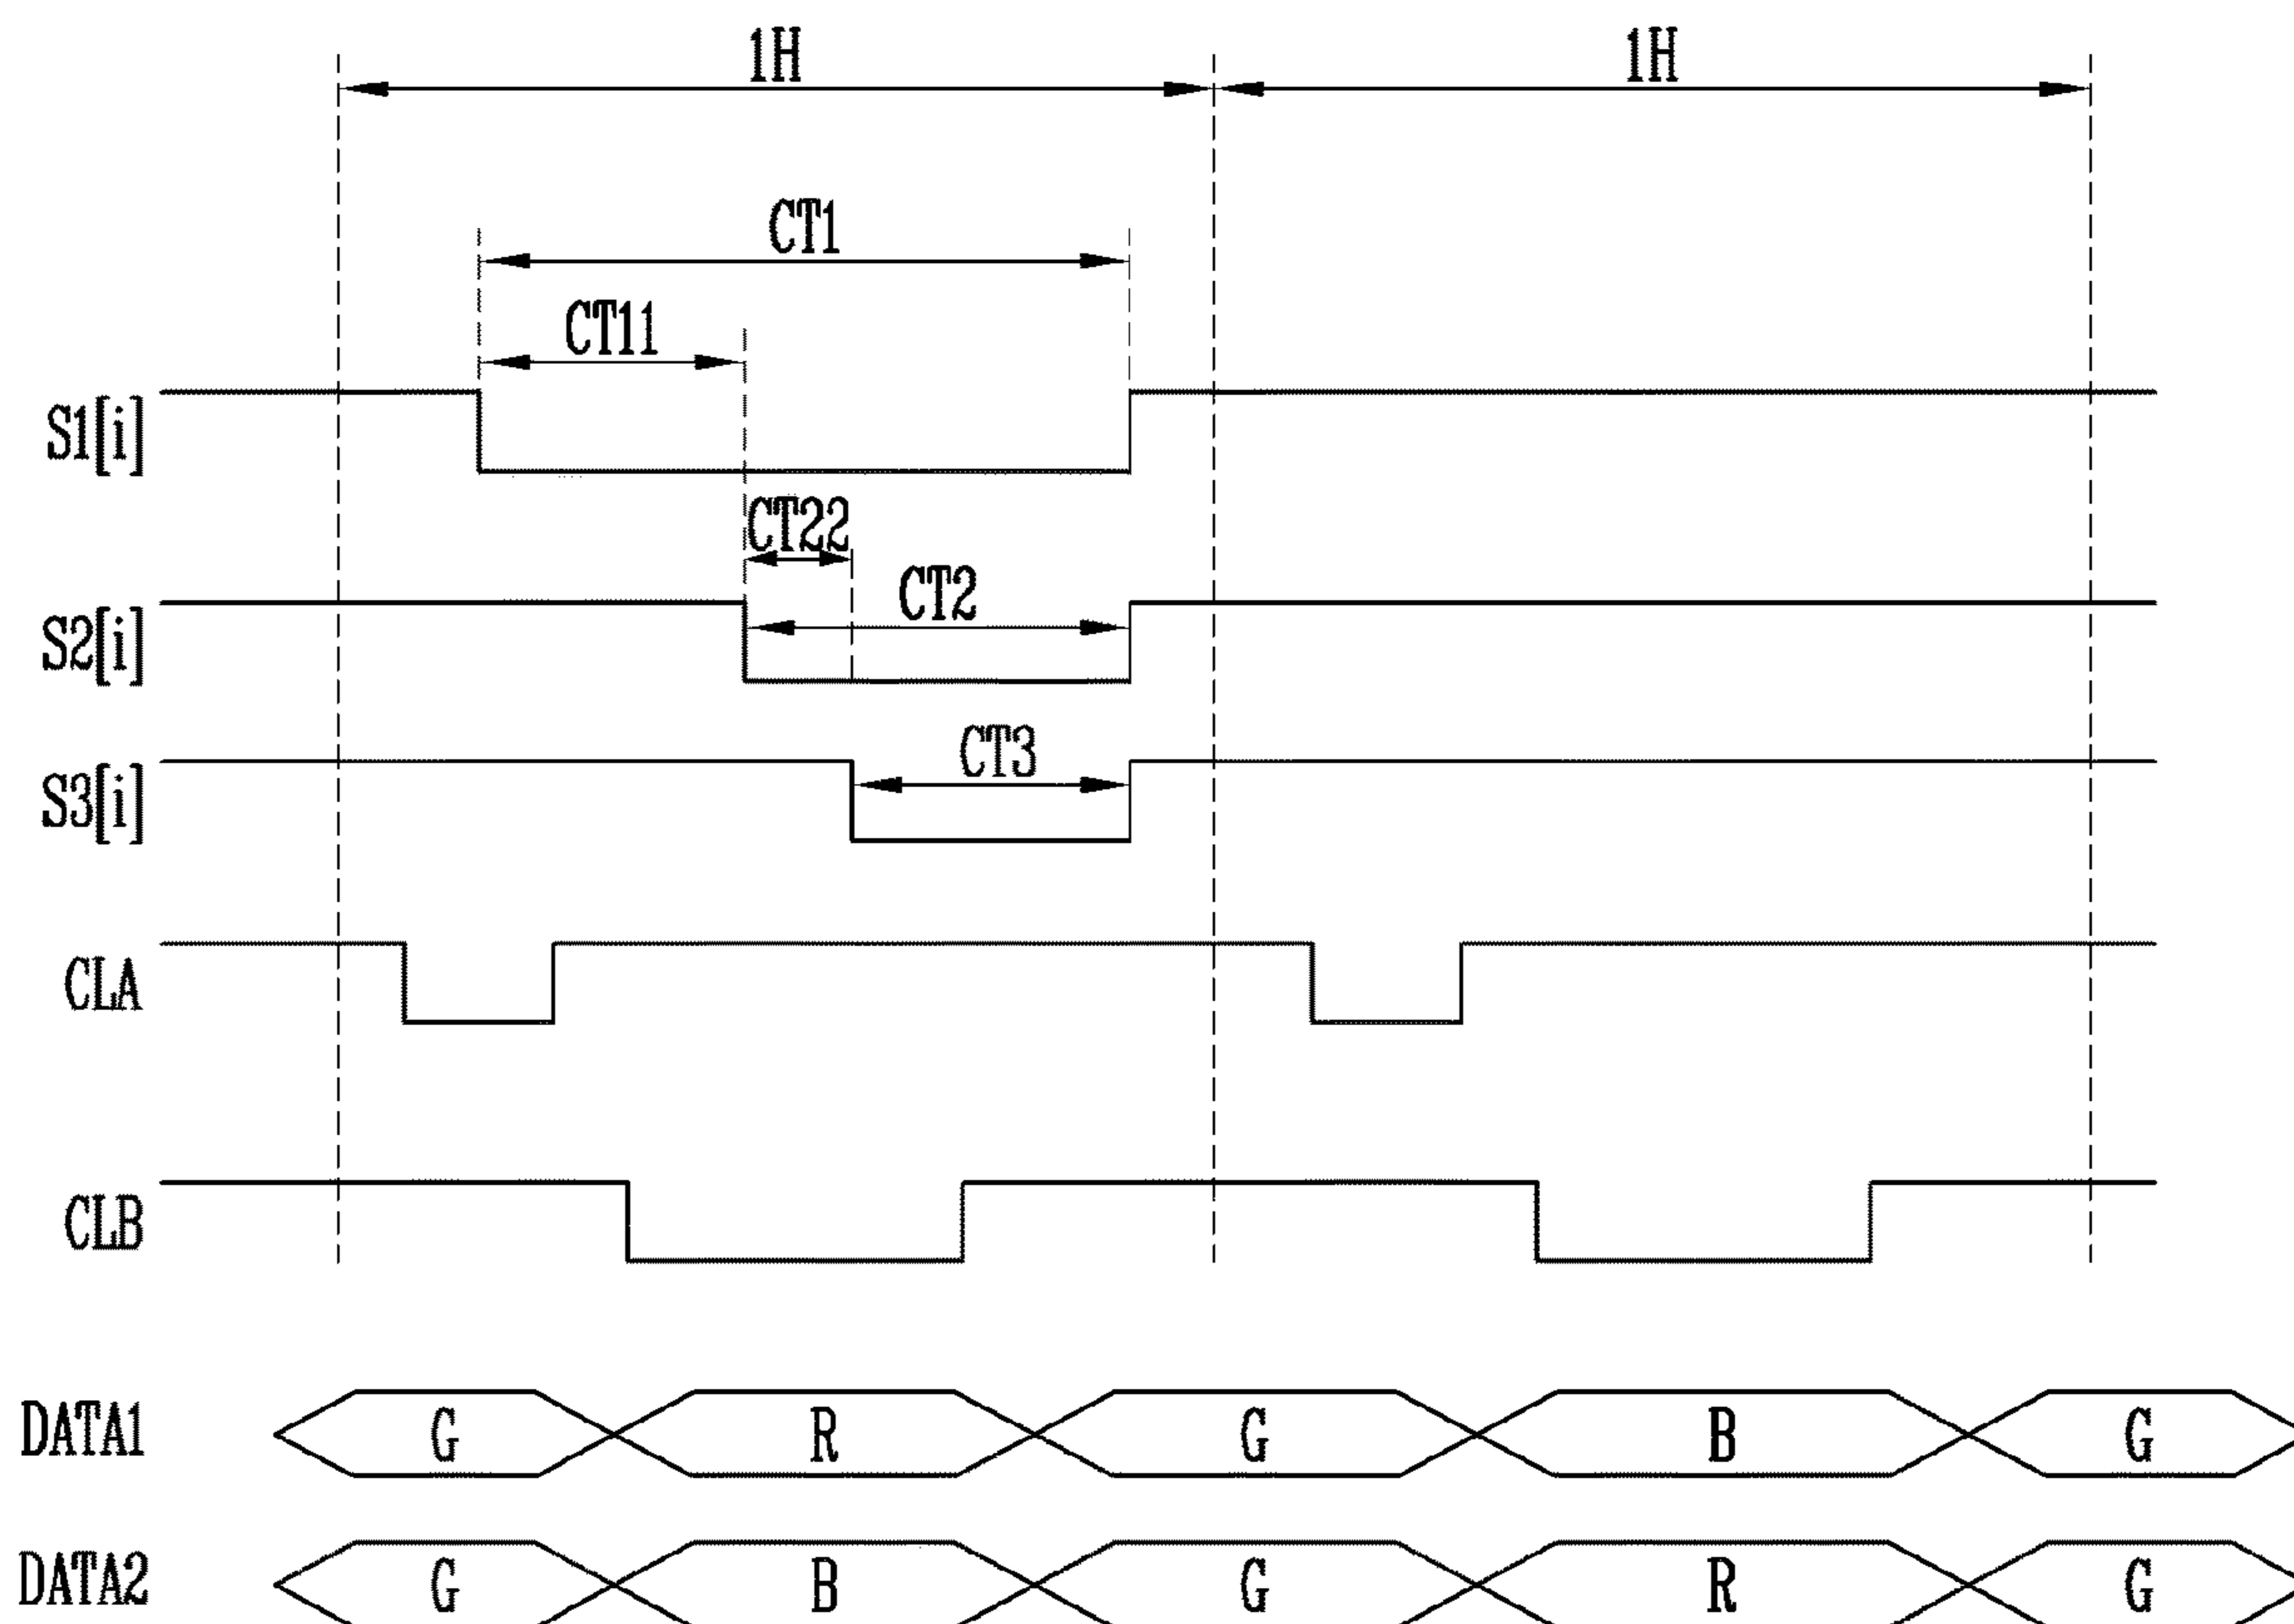 1H 1H
CT1
CT11
S1[i]
CT22
CT2
S2[i]
CT3
S3[i]
CLA
CLB
DATA1 G R G B G
DATA2 G B G R G